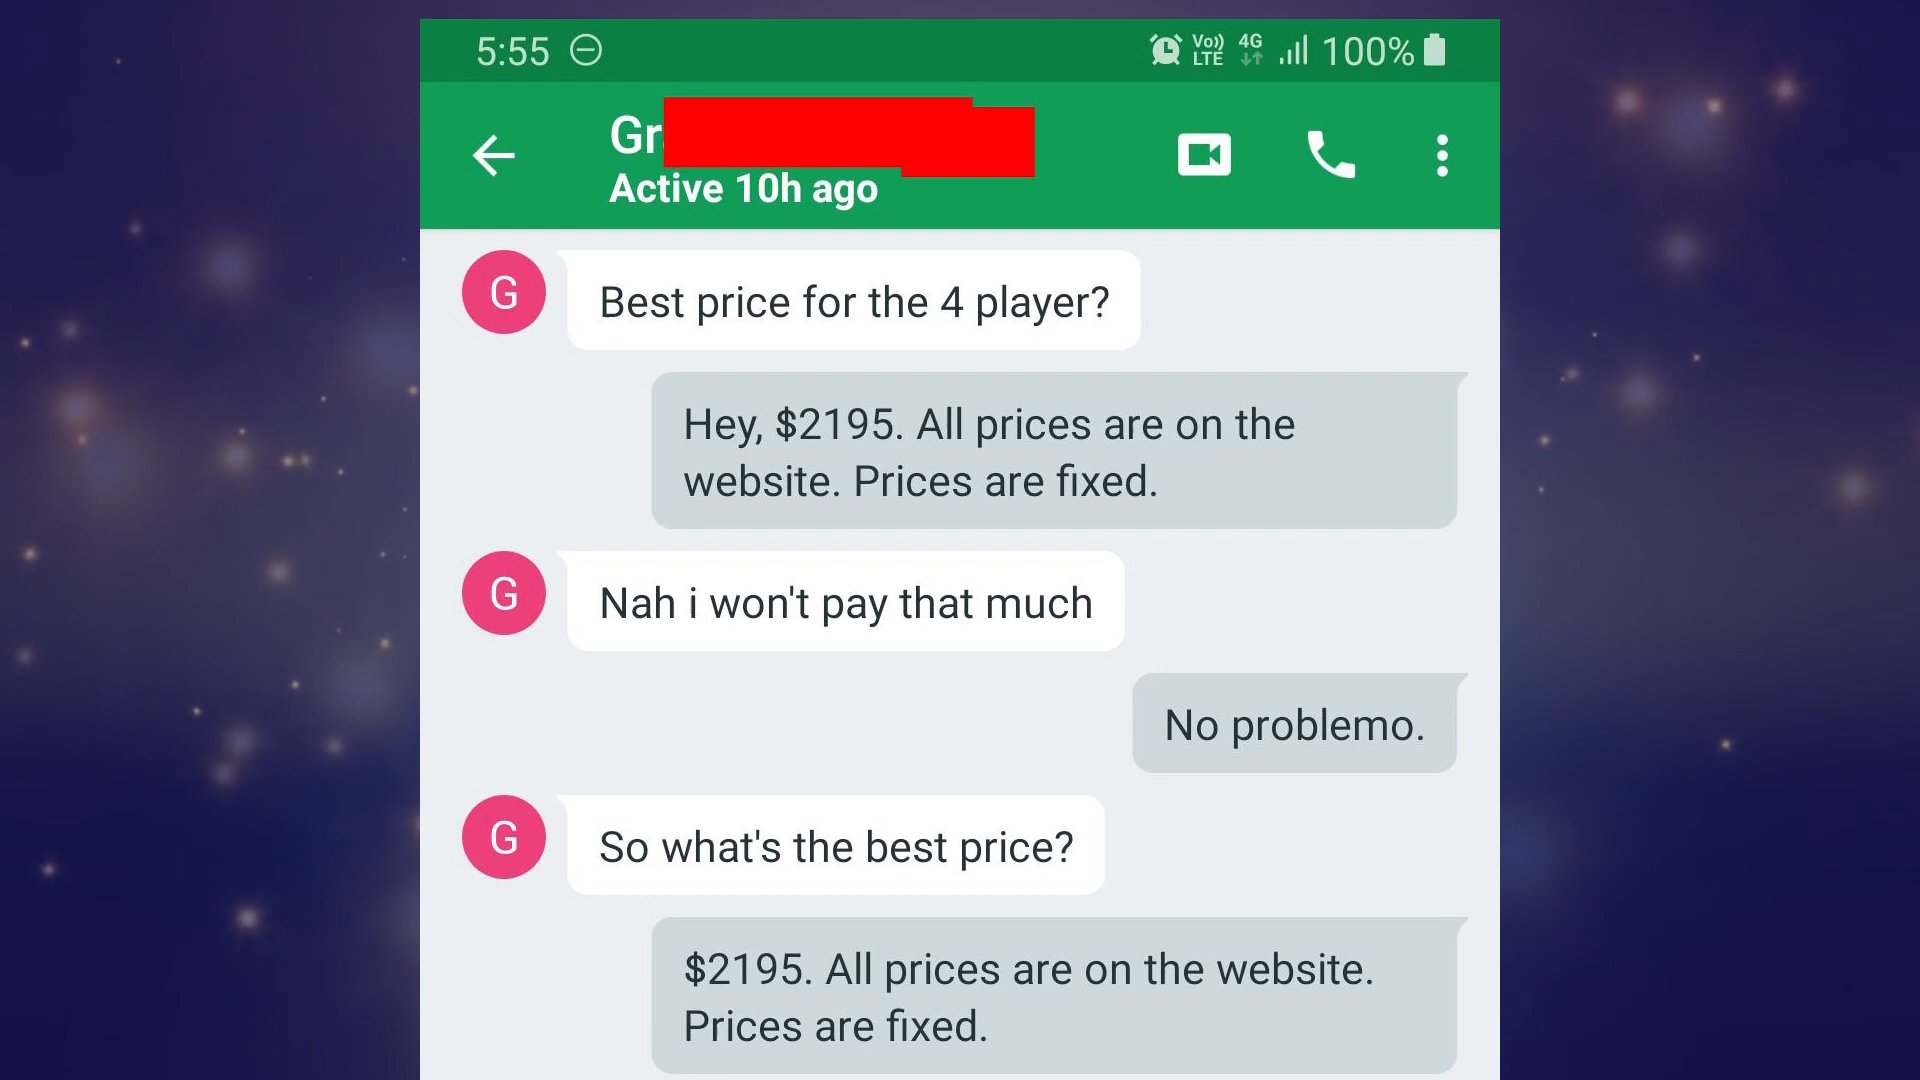 5:55
Vo)) LTE 4G 100%
Gr
Active 10h ago
G
Best price for the 4 player?
Hey, $2195. All prices are on the
website. Prices are fixed.
G
Nah i won't pay that much
No problemo.
G
So what's the best price?
$2195. All prices are on the website.
Prices are fixed.